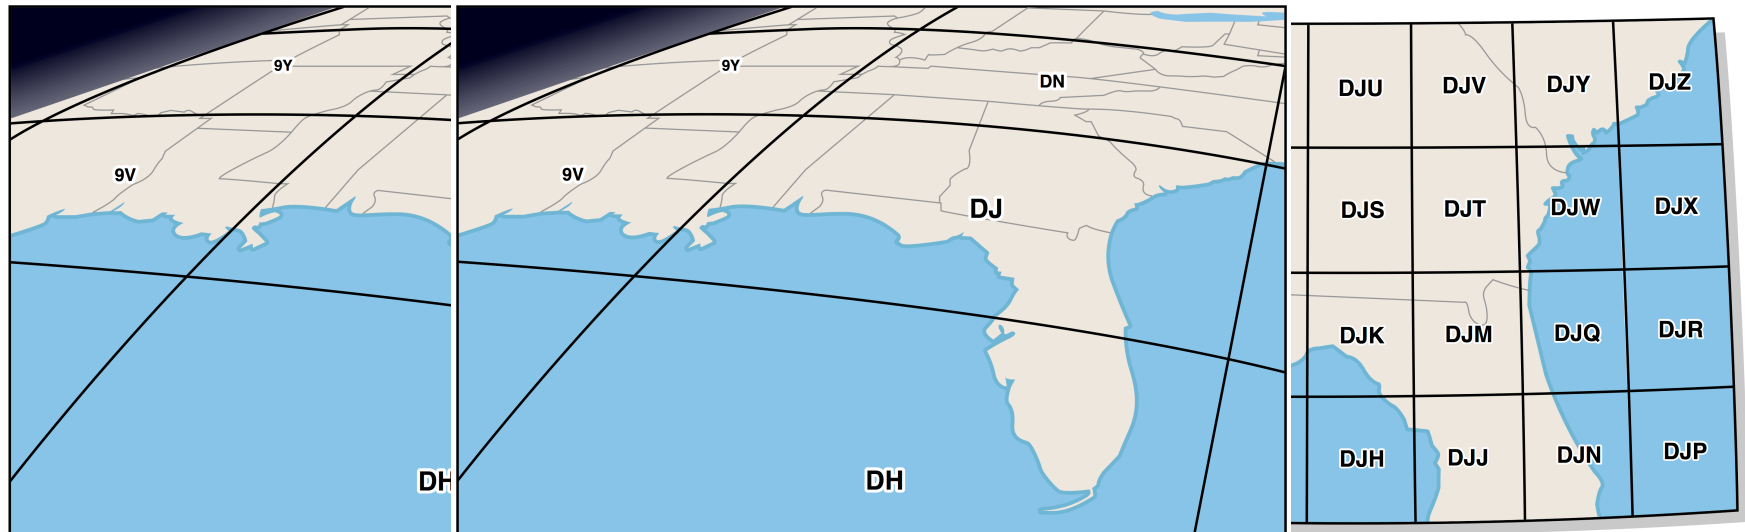 9Y
9V
DH
9Y
DN
9V
DJ
DH
DJU DJV DJY DJZ
DJS DJT DJW DJX
DJK DJM DJQ DJR
DJH DJJ DJN DJP